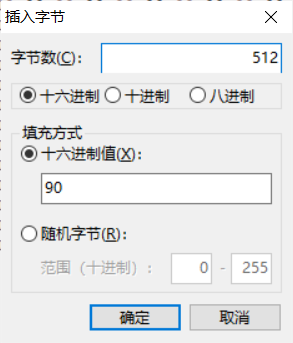 插入字节
字节数(C): 512
十六进制 十进制 八进制
填充方式
十六进制值(X):
90
随机字节(R):
范围（十进制）: 0 - 255
确定 取消